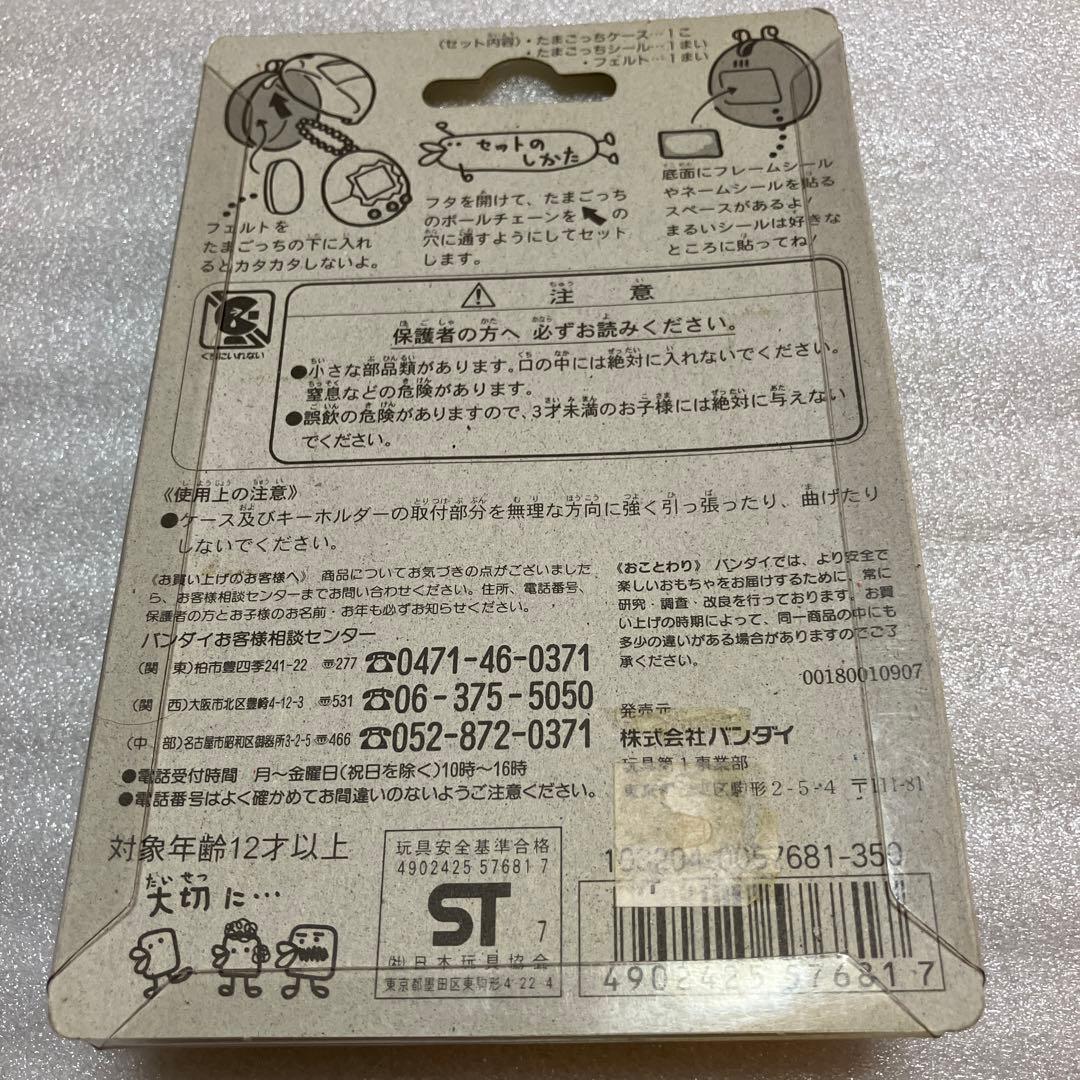 〈セット内容〉・たまごっちケース…1こ
・たまごっちシール…1まい
・フェルト…1まい
セットの
しかた
フェルトを
たまごっちの下に入れ
るとカタカタしないよ。
フタを開けて、たまごっち
のボールチェーンを の
穴に通すようにしてセット
します。
底面にフレームシール
やネームシールを貼る
スペースがあるよ!
まるいシールは好きな
ところに貼ってね!
くちにいれない
注意
保護者の方へ 必ずお読みください。
●小さな部品類があります。口の中には絶対に入れないでください。
窒息などの危険があります。
●誤飲の危険がありますので、3才未満のお子様には絶対に与えない
でください。
《使用上の注意》
●ケース及びキーホルダーの取付部分を無理な方向に強く引っ張ったり、曲げたり
しないでください。
《お買い上げのお客様へ》 商品についてお気づきの点がございました
ら、お客様相談センターまでお問い合わせください。住所、電話番号、
保護者の方とお子様のお名前・お年も必ずお知らせください。
バンダイお客様相談センター
(関 東)柏市豊四季241-22 〠277 ☎0471-46-0371
(関 西)大阪市北区豊崎4-12-3 〠531 ☎06-375-5050
(中 部)名古屋市昭和区御器所3-2-5 〠466 ☎052-872-0371
●電話受付時間 月〜金曜日(祝日を除く)10時〜16時
●電話番号はよく確かめてお間違いのないようご注意ください。
《おことわり》 バンダイでは、より安全で
楽しいおもちゃをお届けするために、常に
研究・調査・改良を行っております。お買
い上げの時期によって、同一商品の中にも
多少の違いがある場合がありますのでご了
承ください。
00180010907
発売元
株式会社バンダイ
玩具第1事業部
駒形2-5-4 〒111-81
対象年齢12才以上
大切に…
玩具安全基準合格
4902425 57681 7
ST 7
㈳日本玩具協会
東京都墨田区東駒形4-22-4
103204-0057681-350
4902425576817